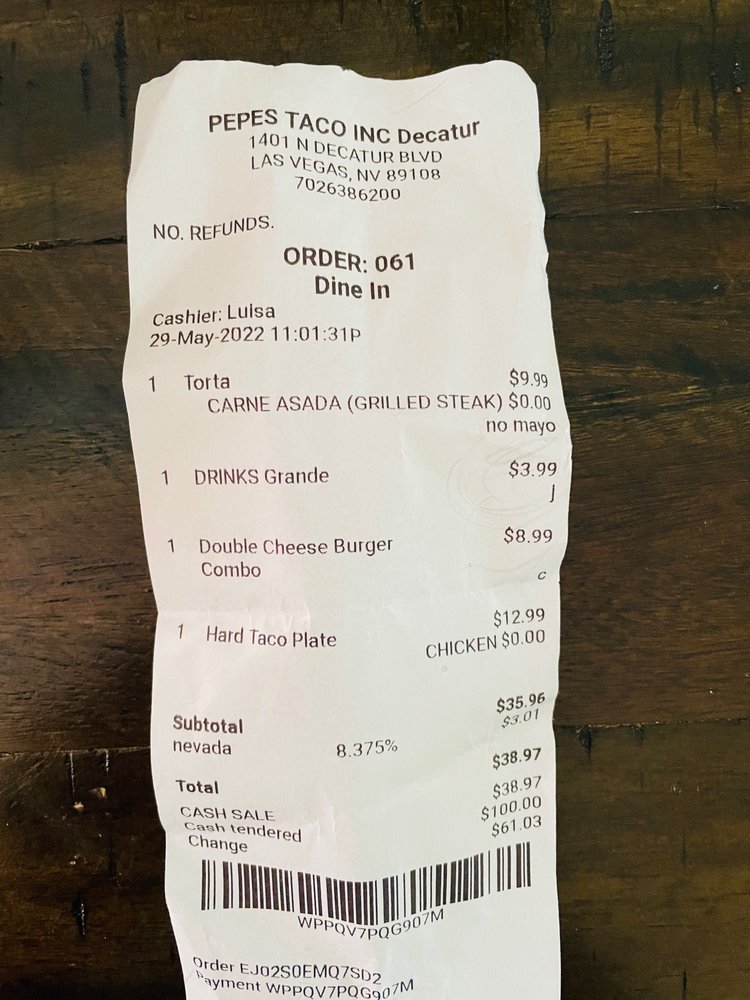 PEPES TACO INC Decatur
1401 N DECATUR BLVD
LAS VEGAS, NV 89108
7026386200
NO. REFUNDS.
ORDER: 061
Dine In
Cashier: Luisa
29-May-2022 11:01:31P
1 Torta $9.99
CARNE ASADA (GRILLED STEAK) $0.00
no mayo
1 DRINKS Grande $3.99
J
1 Double Cheese Burger $8.99
Combo
c
1 Hard Taco Plate $12.99
CHICKEN $0.00
Subtotal $35.96
nevada 8.375% $3.01
Total $38.97
CASH SALE $38.97
Cash tendered $100.00
Change $61.03
WPPQV7PQG907M
Order EJ02S0EMQ7SD2
Payment WPPQV7PQG907M